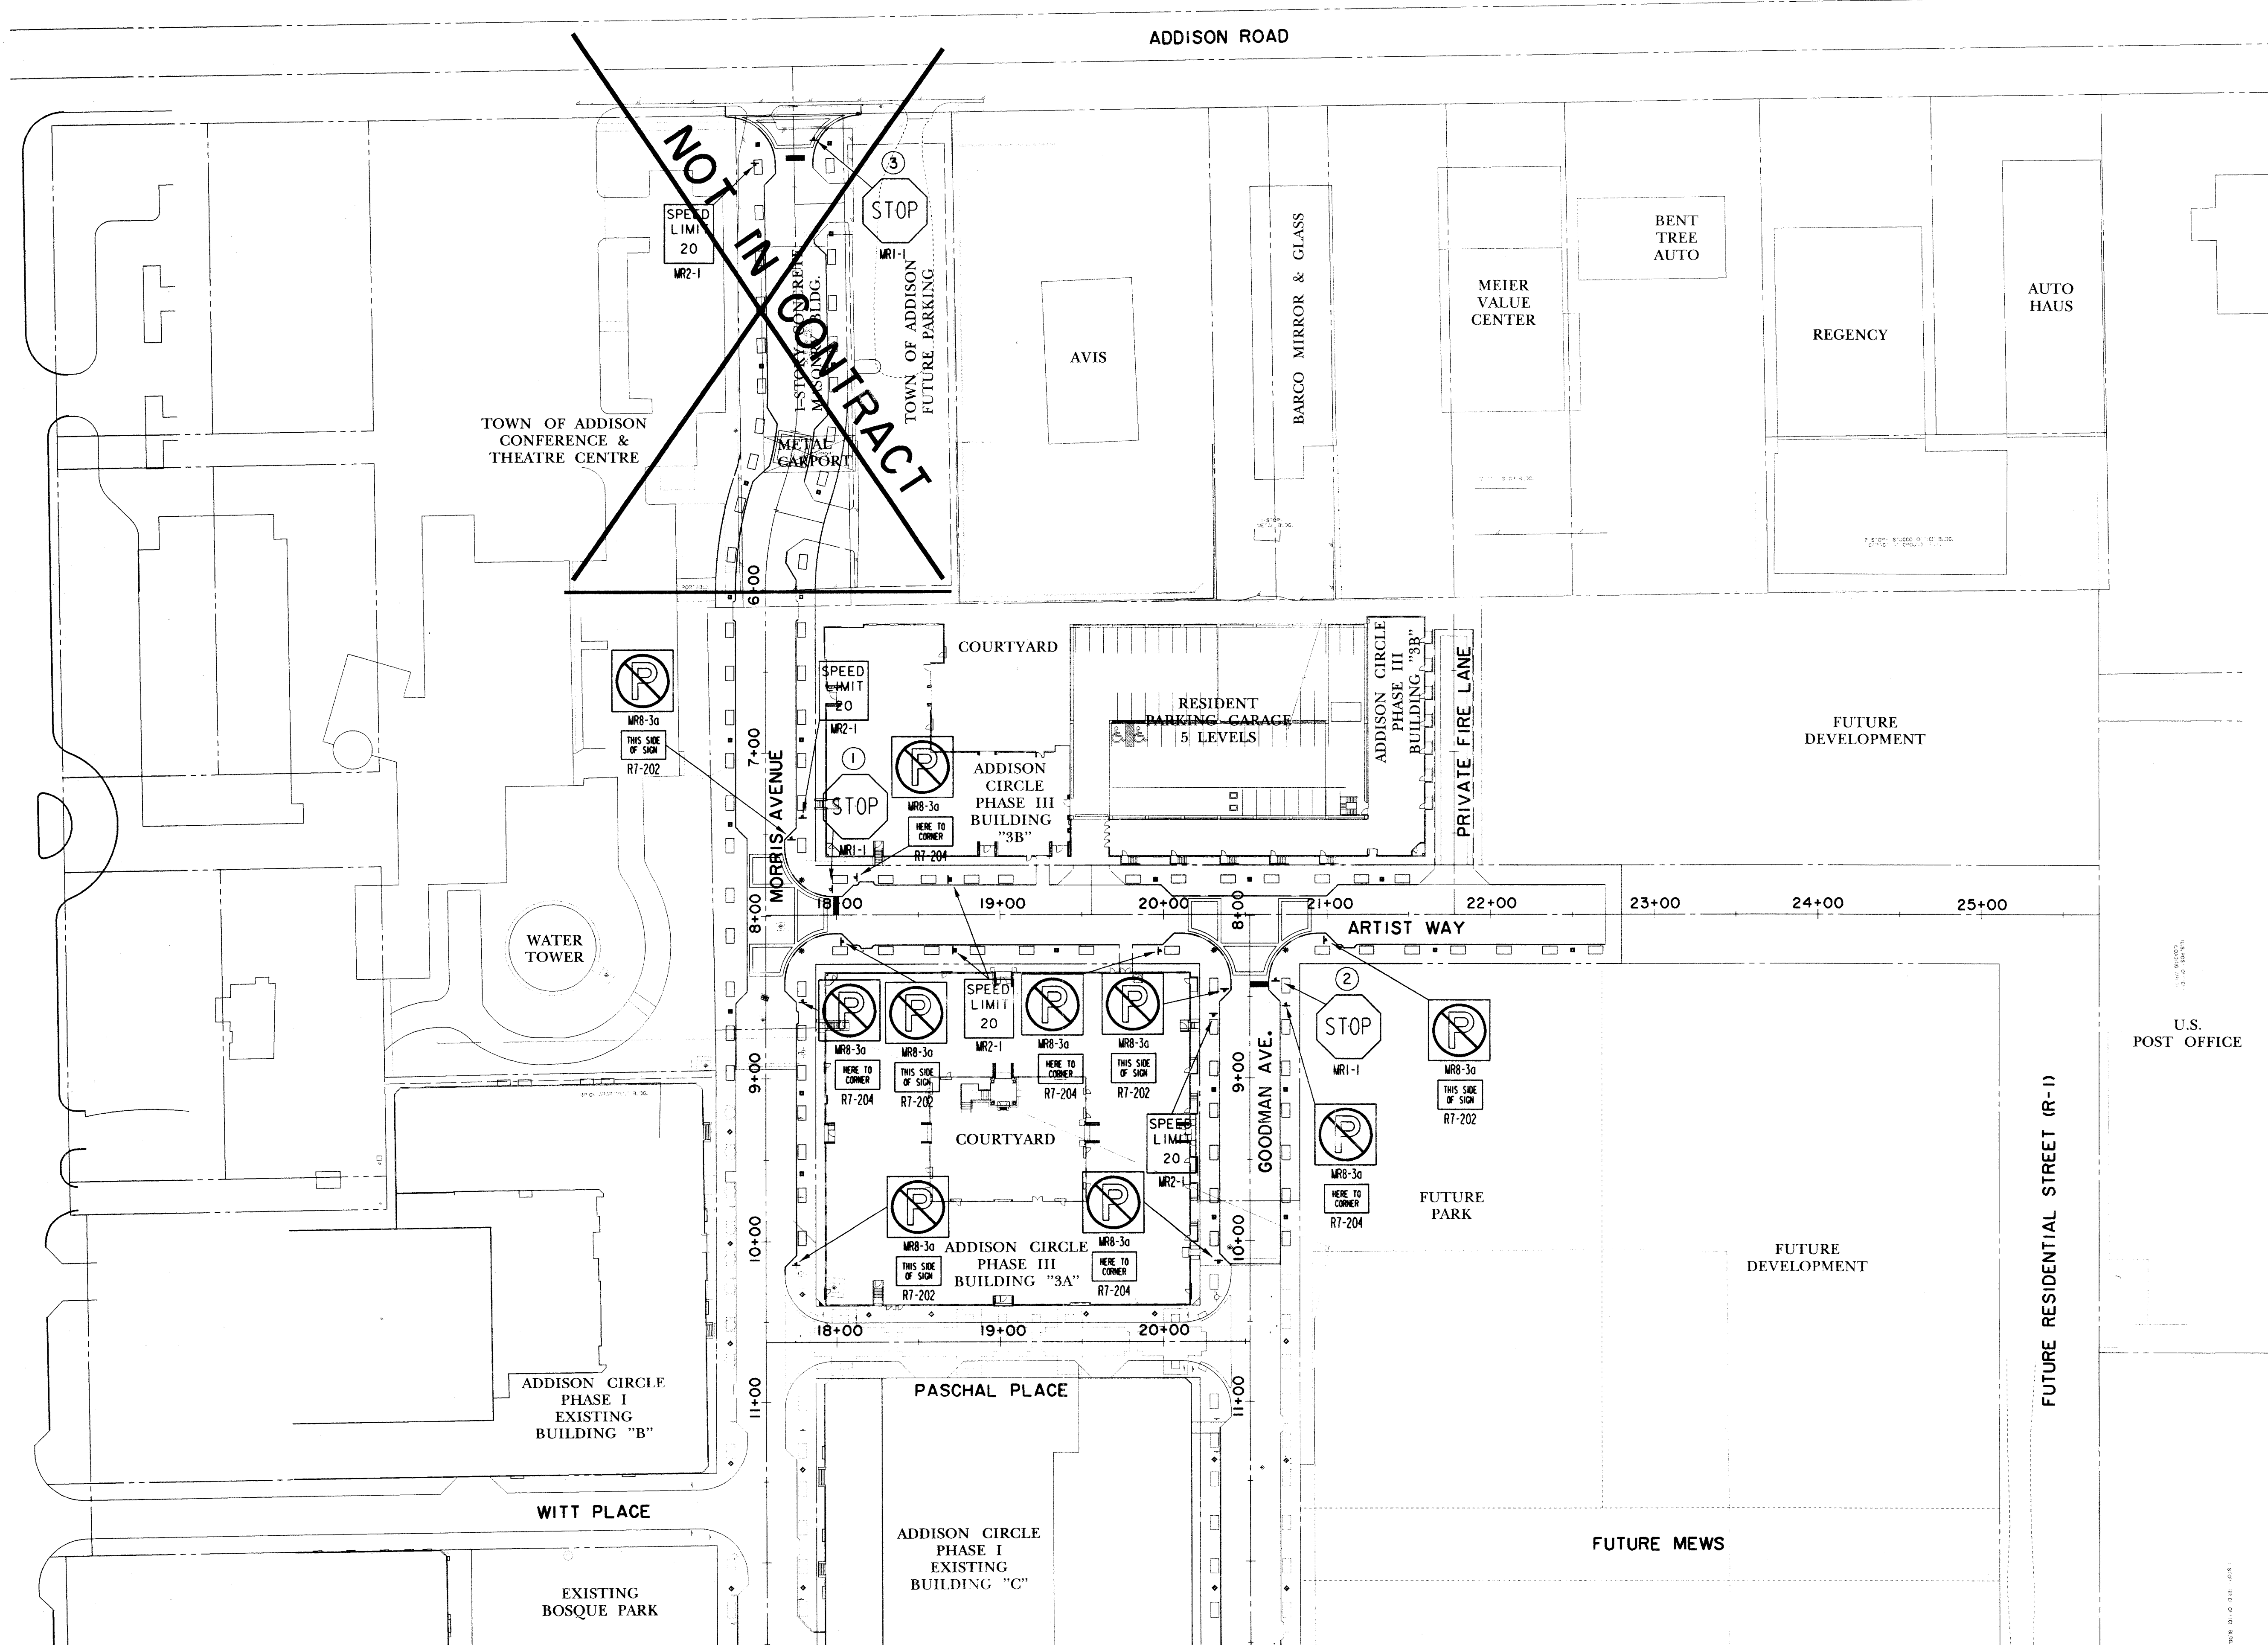 ADDISON ROAD
NOT IN CONTRACT
3
STOP
MR1-1
SPEED
LIMIT
20
MR2-1
1-STORY CONCRETE
MASONRY BLDG.
TOWN OF ADDISON
FUTURE PARKING
METAL
CARPORT
TOWN OF ADDISON
CONFERENCE &
THEATRE CENTRE
AVIS
BARCO MIRROR & GLASS
MEIER
VALUE
CENTER
BENT
TREE
AUTO
REGENCY
AUTO
HAUS
6+00
COURTYARD
MR8-3a
THIS SIDE
OF SIGN
R7-202
SPEED
LIMIT
20
MR2-1
1
STOP
MR1-1
MR8-3a
HERE TO
CORNER
R7-204
7+00
MORRIS AVENUE
ADDISON
CIRCLE
PHASE III
BUILDING
"3B"
RESIDENT
PARKING GARAGE
5 LEVELS
ADDISON CIRCLE
PHASE III
BUILDING "3B"
PRIVATE FIRE LANE
FUTURE
DEVELOPMENT
8+00
18+00
19+00
20+00
8+00
21+00
22+00
23+00
24+00
25+00
ARTIST WAY
WATER
TOWER
MR8-3a
HERE TO
CORNER
R7-204
MR8-3a
THIS SIDE
OF SIGN
R7-202
SPEED
LIMIT
20
MR2-1
MR8-3a
HERE TO
CORNER
R7-204
MR8-3a
THIS SIDE
OF SIGN
R7-202
2
STOP
MR1-1
MR8-3a
THIS SIDE
OF SIGN
R7-202
U.S.
POST OFFICE
9+00
9+00
GOODMAN AVE.
COURTYARD
SPEED
LIMIT
20
MR2-1
MR8-3a
HERE TO
CORNER
R7-204
FUTURE
PARK
10+00
10+00
MR8-3a
THIS SIDE
OF SIGN
R7-202
ADDISON CIRCLE
PHASE III
BUILDING "3A"
MR8-3a
HERE TO
CORNER
R7-204
FUTURE
DEVELOPMENT
FUTURE RESIDENTIAL STREET (R-1)
18+00
19+00
20+00
11+00
11+00
PASCHAL PLACE
ADDISON CIRCLE
PHASE I
EXISTING
BUILDING "B"
WITT PLACE
ADDISON CIRCLE
PHASE I
EXISTING
BUILDING "C"
FUTURE MEWS
EXISTING
BOSQUE PARK